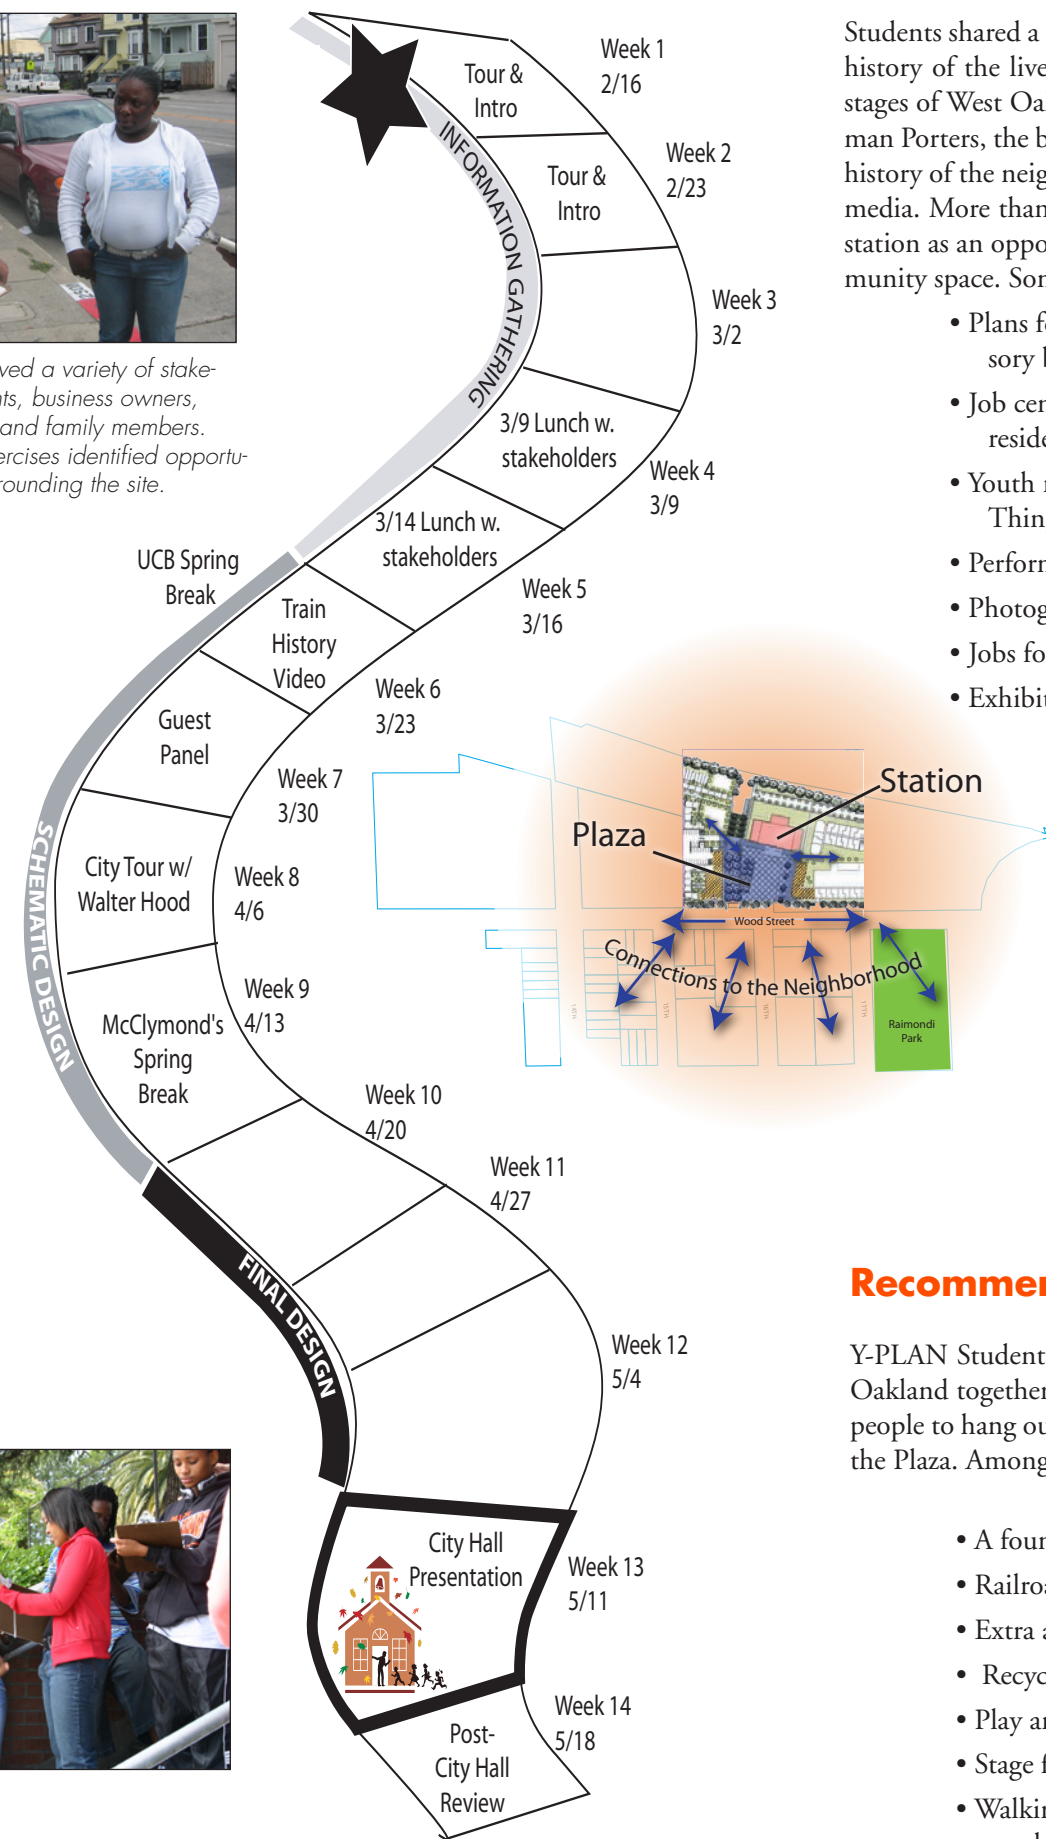 Week 1
2/16
Tour &
Intro
Week 2
2/23
Tour &
Intro
INFORMATION GATHERING
Week 3
3/2
3/9 Lunch w.
stakeholders
Week 4
3/9
3/14 Lunch w.
stakeholders
Week 5
3/16
UCB Spring
Break
Train
History
Video
Week 6
3/23
Guest
Panel
Week 7
3/30
SCHEMATIC DESIGN
City Tour w/
Walter Hood
Week 8
4/6
Week 9
4/13
McClymond's
Spring
Break
Week 10
4/20
Week 11
4/27
FINAL DESIGN
Week 12
5/4
City Hall
Presentation
Week 13
5/11
Week 14
5/18
Post-
City Hall
Review
ved a variety of stake-
ts, business owners,
and family members.
ercises identified opportu-
rounding the site.
Students shared a
history of the live
stages of West Oa
man Porters, the b
history of the neig
media. More than
station as an oppo
munity space. Son
• Plans f
sory b
• Job cen
reside
• Youth r
Thin
• Perform
• Photog
• Jobs fo
• Exhibit
Station
Plaza
Wood Street
Connections to the Neighborhood
14TH
15TH
16TH
17TH
Raimondi
Park
Recommen
Y-PLAN Student
Oakland together
people to hang ou
the Plaza. Among
• A foun
• Railroa
• Extra a
• Recyc
• Play ar
• Stage f
• Walkin